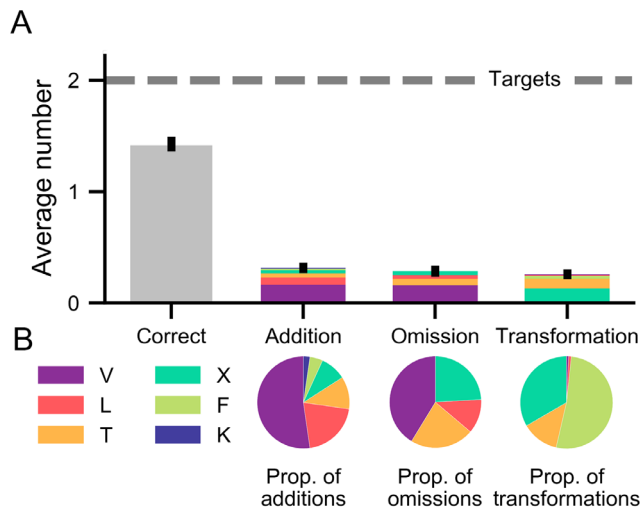 A
Average number
2
1
0
Targets
Correct Addition Omission Transformation
B
V X
L F
T K
Prop. of additions
Prop. of omissions
Prop. of transformations